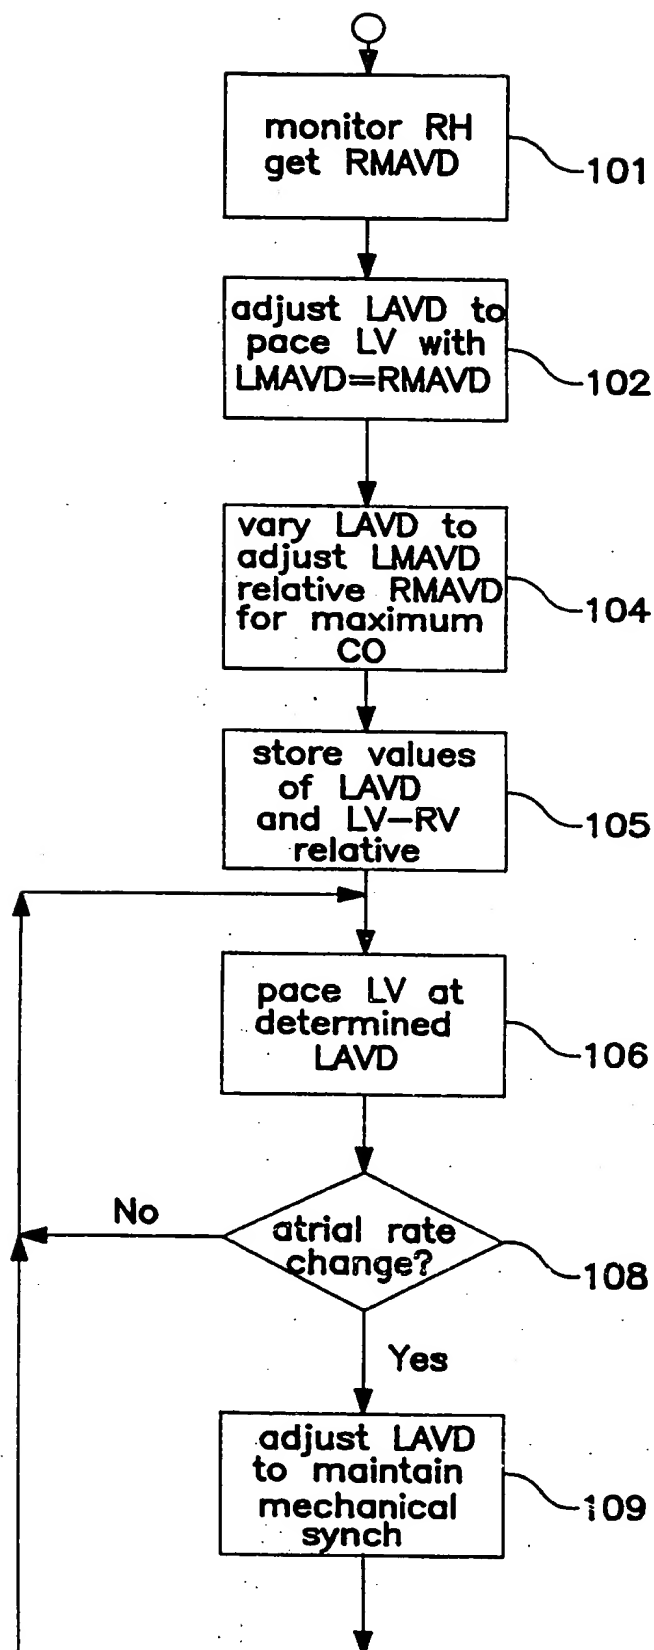 monitor RH
get RMAVD
101
adjust LAVD to
pace LV with
LMAVD=RMAVD
102
vary LAVD to
adjust LMAVD
relative RMAVD
for maximum
CO
104
store values
of LAVD
and LV-RV
relative
105
pace LV at
determined
LAVD
106
No
atrial rate
change?
108
Yes
adjust LAVD
to maintain
mechanical
synch
109